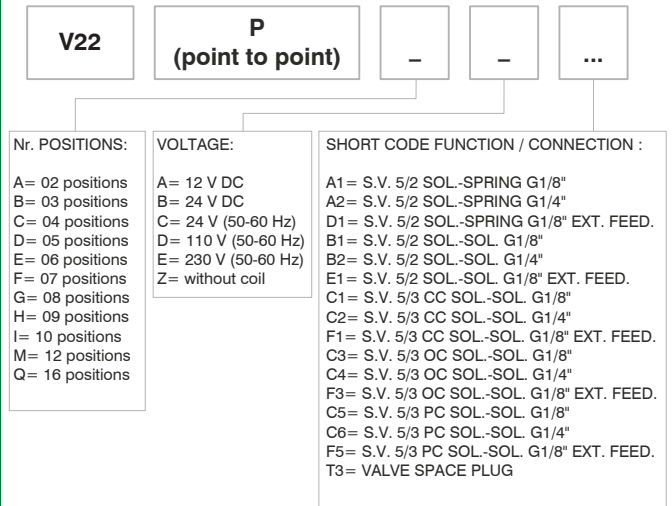 V22
P
(point to point)
_
_
...
Nr. POSITIONS:
A= 02 positions
B= 03 positions
C= 04 positions
D= 05 positions
E= 06 positions
F= 07 positions
G= 08 positions
H= 09 positions
I= 10 positions
M= 12 positions
Q= 16 positions
VOLTAGE:
A= 12 V DC
B= 24 V DC
C= 24 V (50-60 Hz)
D= 110 V (50-60 Hz)
E= 230 V (50-60 Hz)
Z= without coil
SHORT CODE FUNCTION / CONNECTION :
A1= S.V. 5/2 SOL.-SPRING G1/8"
A2= S.V. 5/2 SOL.-SPRING G1/4"
D1= S.V. 5/2 SOL.-SPRING G1/8" EXT. FEED.
B1= S.V. 5/2 SOL.-SOL. G1/8"
B2= S.V. 5/2 SOL.-SOL. G1/4"
E1= S.V. 5/2 SOL.-SOL. G1/8" EXT. FEED.
C1= S.V. 5/3 CC SOL.-SOL. G1/8"
C2= S.V. 5/3 CC SOL.-SOL. G1/4"
F1= S.V. 5/3 CC SOL.-SOL. G1/8" EXT. FEED.
C3= S.V. 5/3 OC SOL.-SOL. G1/8"
C4= S.V. 5/3 OC SOL.-SOL. G1/4"
F3= S.V. 5/3 OC SOL.-SOL. G1/8" EXT. FEED.
C5= S.V. 5/3 PC SOL.-SOL. G1/8"
C6= S.V. 5/3 PC SOL.-SOL. G1/4"
F5= S.V. 5/3 PC SOL.-SOL. G1/8" EXT. FEED.
T3= VALVE SPACE PLUG